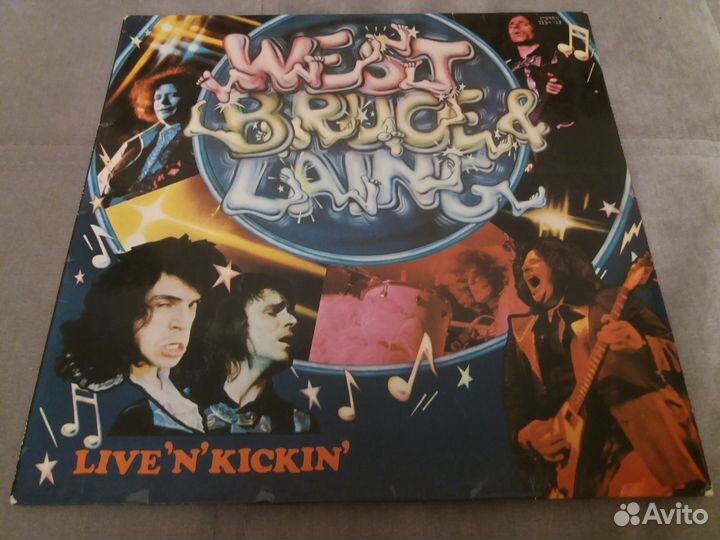 WEST
BRUCE &
LAING
LIVE 'N' KICKIN'
Avito